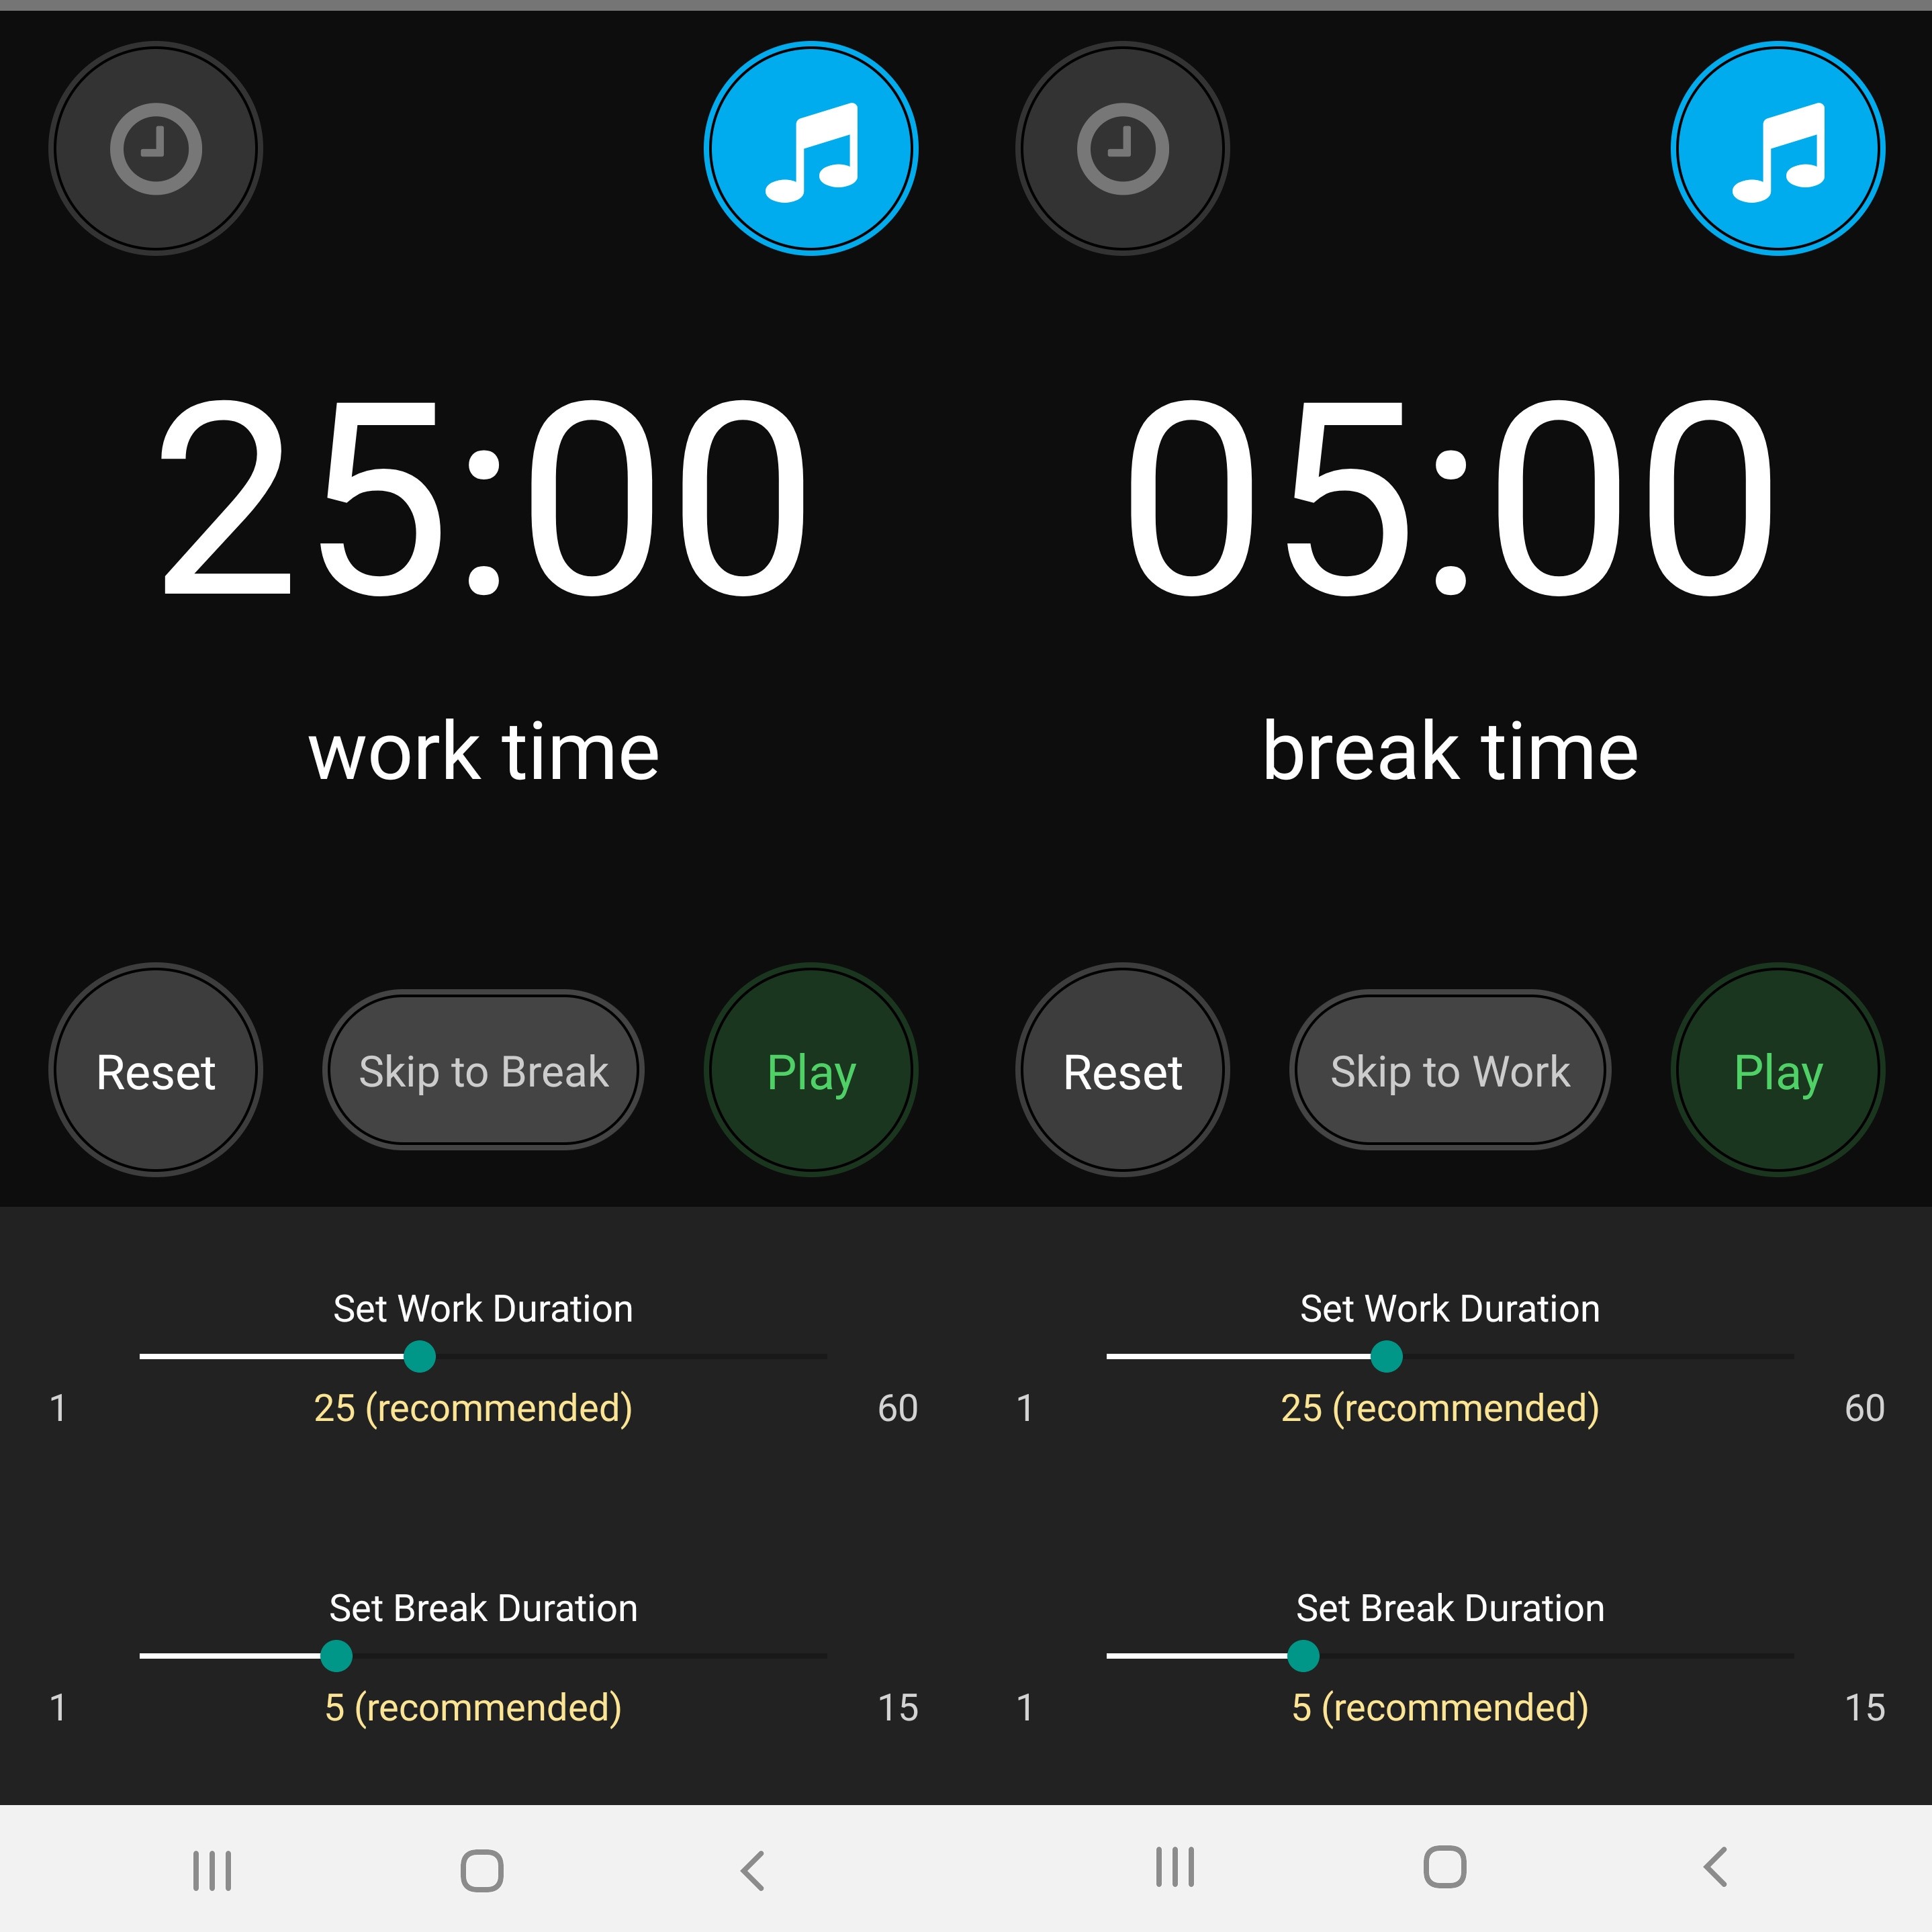 25:00
work time
Reset
Skip to Break
Play
Set Work Duration
1
25 (recommended)
60
Set Break Duration
1
5 (recommended)
15
05:00
break time
Reset
Skip to Work
Play
Set Work Duration
1
25 (recommended)
60
Set Break Duration
1
5 (recommended)
15